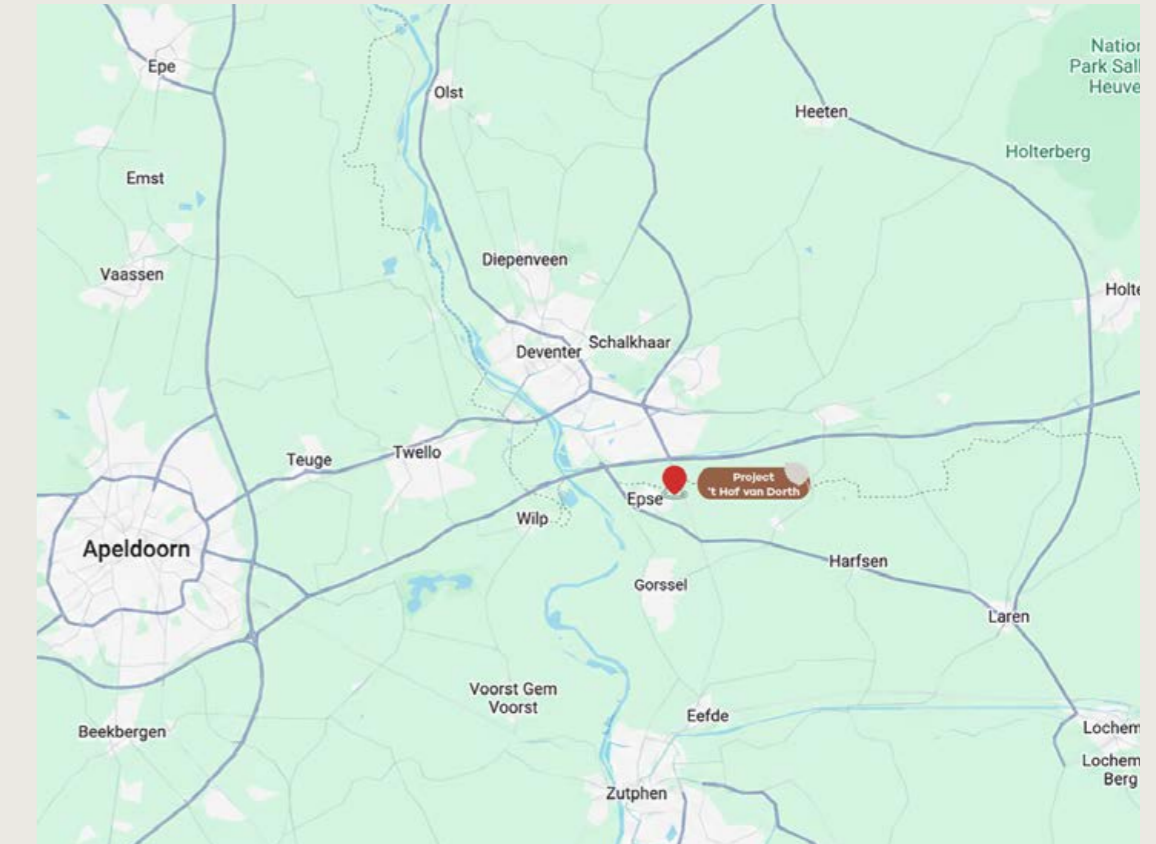 Epe
Olst
Nation
Park Sall
Heuve
Heeten
Holterberg
Emst
Vaassen
Diepenveen
Holte
Schalkhaar
Deventer
Teuge
Twello
Project
't Hof van Dorth
Epse
Wilp
Apeldoorn
Harfsen
Gorssel
Laren
Voorst Gem
Voorst
Eefde
Beekbergen
Lochem
Lochem
Berg
Zutphen